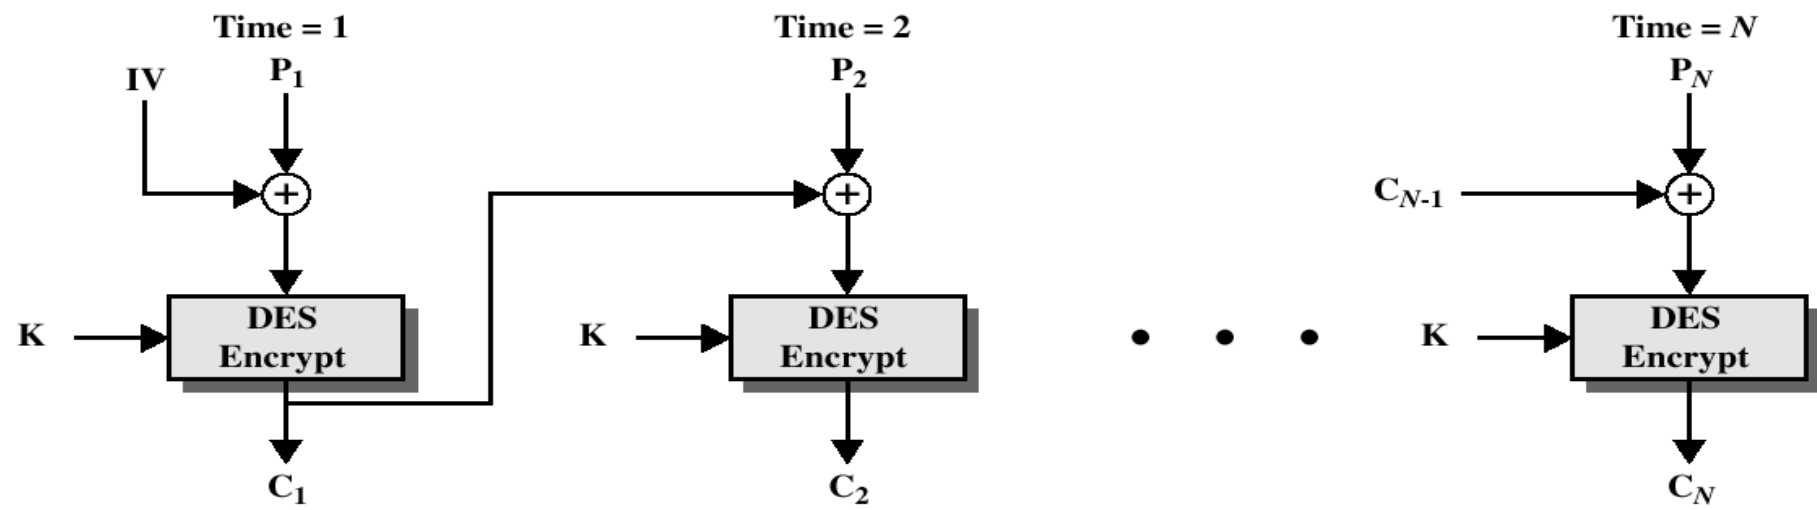 Time = 1
Time = 2
Time = N
IV
P1
P2
PN
+
+
CN-1
+
K
DES
Encrypt
K
DES
Encrypt
• • •
K
DES
Encrypt
C1
C2
CN